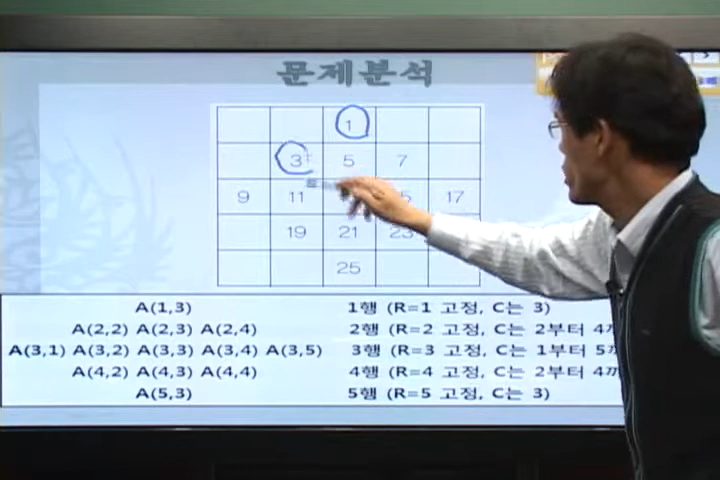 문제분석
1
3 5 7
9 11 17
19 21 23
25
A(1,3) 1행 (R=1 고정, C는 3)
A(2,2) A(2,3) A(2,4) 2행 (R=2 고정, C는 2부터 4
A(3,1) A(3,2) A(3,3) A(3,4) A(3,5) 3행 (R=3 고정, C는 1부터 5
A(4,2) A(4,3) A(4,4) 4행 (R=4 고정, C는 2부터 4
A(5,3) 5행 (R=5 고정, C는 3)